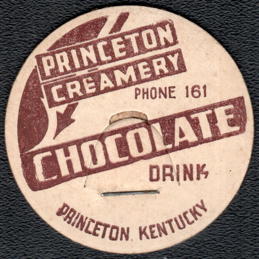 PRINCETON
CREAMERY
PHONE 161
CHOCOLATE
DRINK
PRINCETON, KENTUCKY